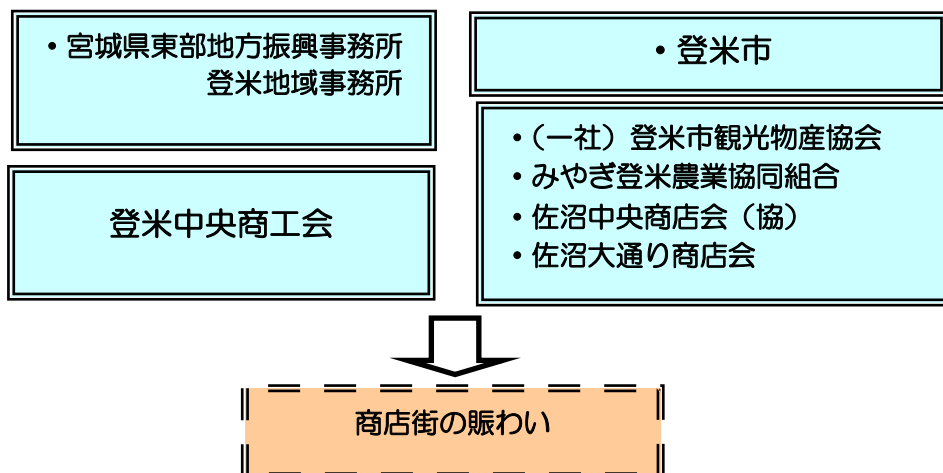 ・宮城県東部地方振興事務所
登米地域事務所
・登米市
・(一社)登米市観光物産協会
・みやぎ登米農業協同組合
・佐沼中央商店会(協)
・佐沼大通り商店会
登米中央商工会
商店街の賑わい